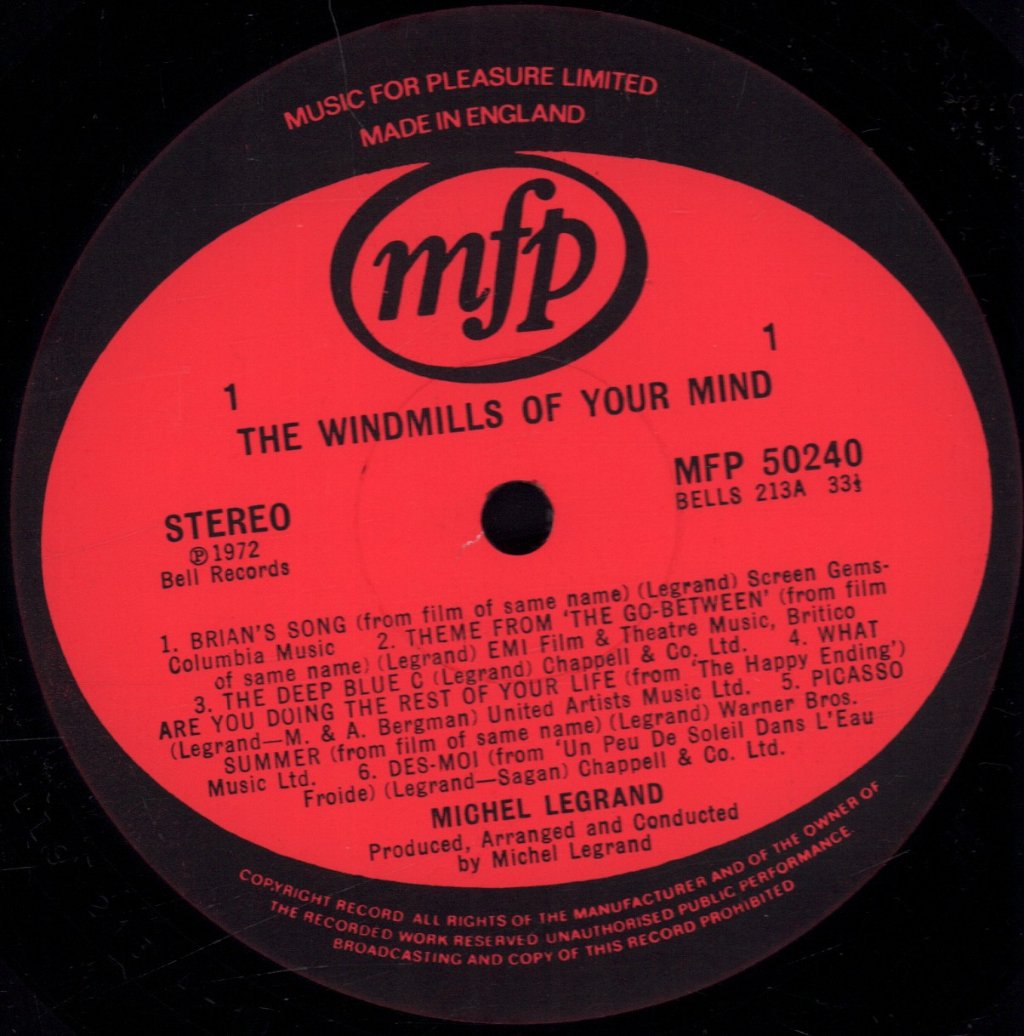 MUSIC FOR PLEASURE LIMITED
MADE IN ENGLAND
mfp
1
1
THE WINDMILLS OF YOUR MIND
MFP 50240
BELLS 213A 33⅓
STEREO
℗ 1972
Bell Records
1. BRIAN'S SONG (from film of same name) (Legrand) Screen Gems-
Columbia Music 2. THEME FROM 'THE GO-BETWEEN' (from film
of same name) (Legrand) EMI Film & Theatre Music, Britico
3. THE DEEP BLUE C (Legrand) Chappell & Co. Ltd. 4. WHAT
ARE YOU DOING THE REST OF YOUR LIFE (from 'The Happy Ending')
(Legrand—M. & A. Bergman) United Artists Music Ltd. 5. PICASSO
SUMMER (from film of same name) (Legrand) Warner Bros.
Music Ltd. 6. DES-MOI (from 'Un Peu De Soleil Dans L'Eau
Froide) (Legrand—Sagan) Chappell & Co. Ltd.
MICHEL LEGRAND
Produced, Arranged and Conducted
by Michel Legrand
COPYRIGHT RECORD ALL RIGHTS OF THE MANUFACTURER AND OF THE OWNER OF
THE RECORDED WORK RESERVED UNAUTHORISED PUBLIC PERFORMANCE
BROADCASTING AND COPY OF THIS RECORD PROHIBITED